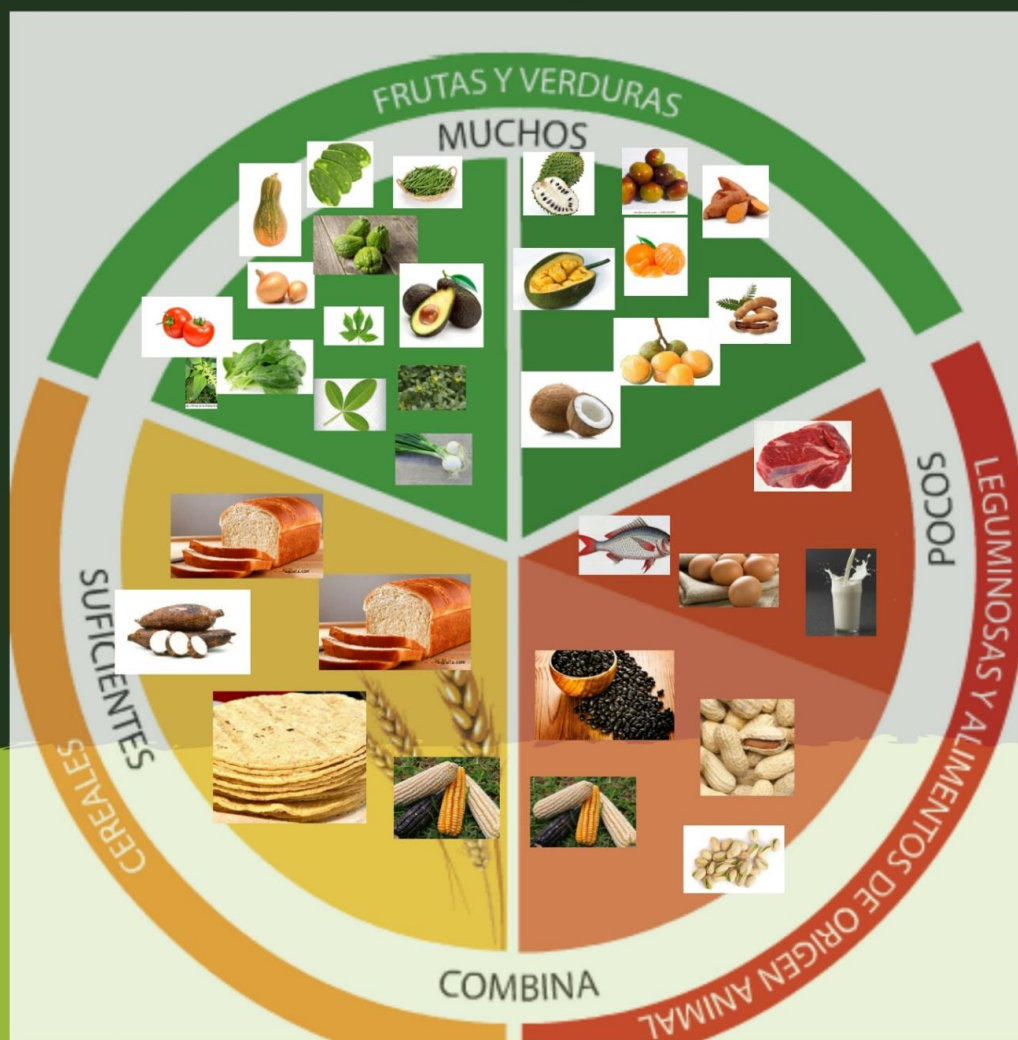 FRUTAS Y VERDURAS
MUCHOS
POCOS
LEGUMINOSAS Y ALIMENTOS DE ORIGEN ANIMAL
SUFICIENTES
CEREALES
COMBINA